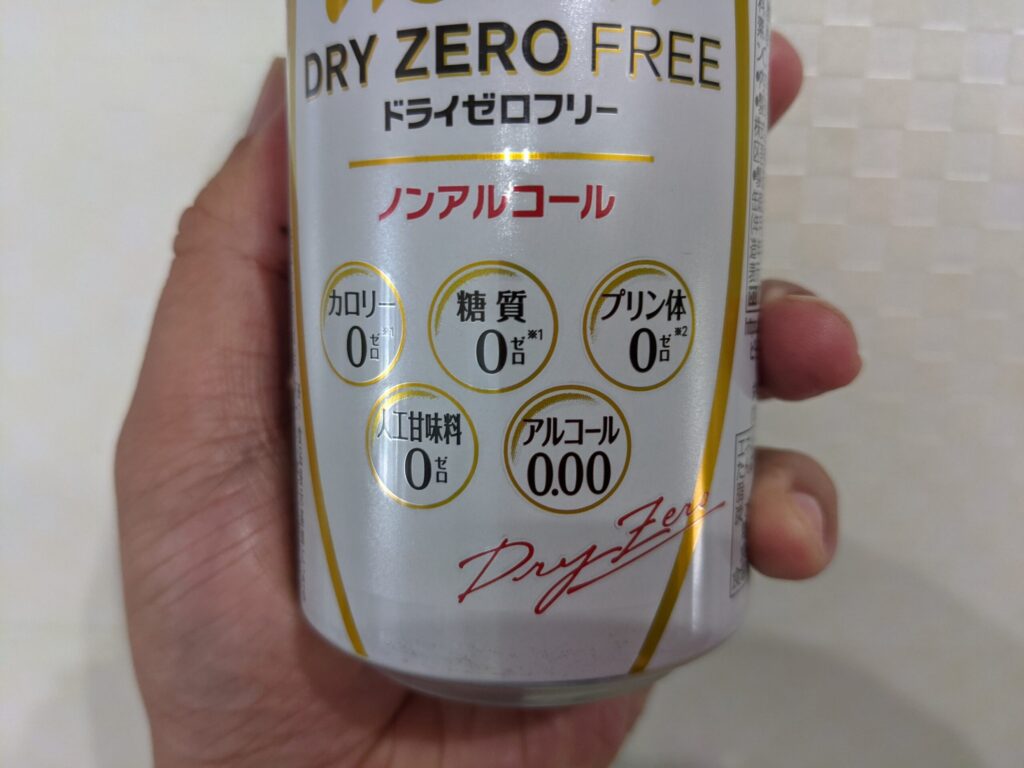 DRY ZERO FREE
ドライゼロフリー
ノンアルコール
カロリー
0ゼロ※1
糖質
0ゼロ※1
プリン体
0ゼロ※2
人工甘味料
0ゼロ
アルコール
0.00
Dry Zero